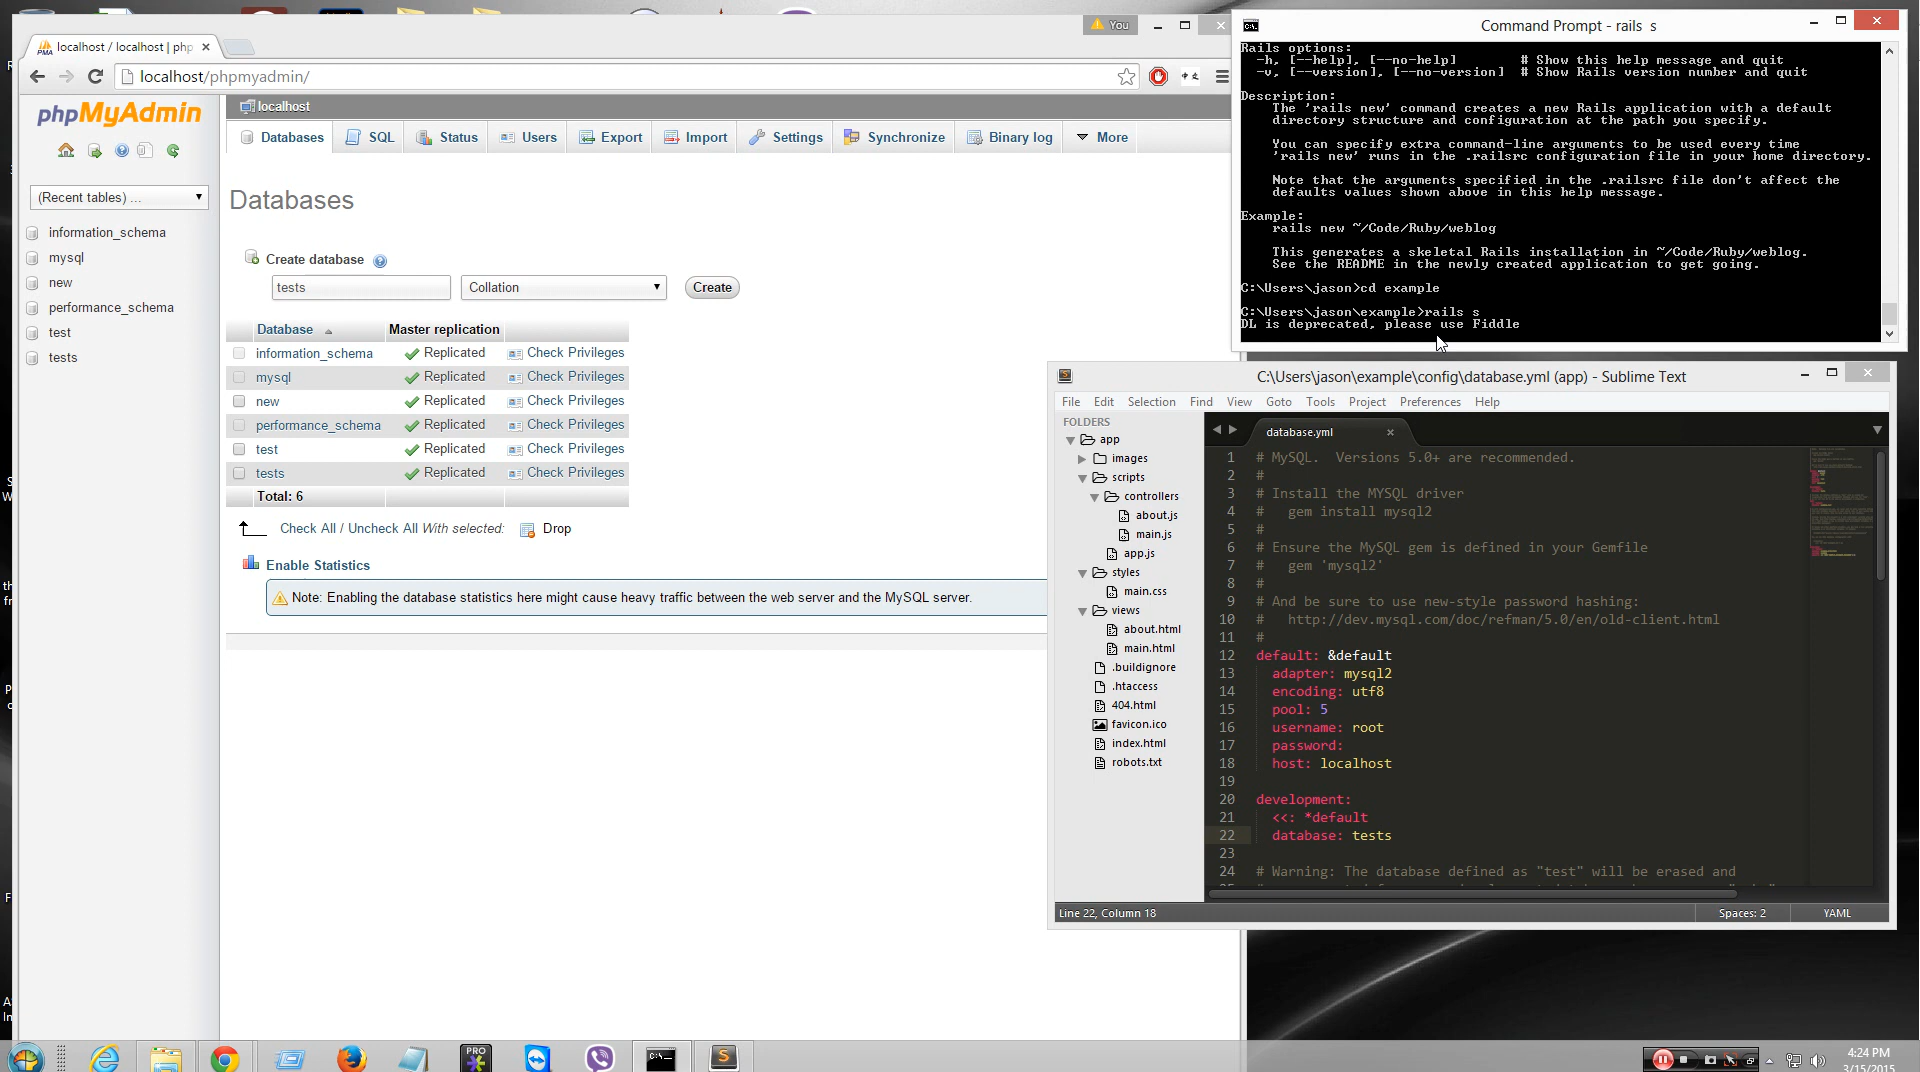 localhost / localhost | php
You
localhost/phpmyadmin/
phpMyAdmin
(Recent tables) ...
information_schema
mysql
new
performance_schema
test
tests
localhost
Databases
SQL
Status
Users
Export
Import
Settings
Synchronize
Binary log
More
Databases
Create database
tests
Collation
Create
Database
Master replication
information_schema Replicated Check Privileges
mysql Replicated Check Privileges
new Replicated Check Privileges
performance_schema Replicated Check Privileges
test Replicated Check Privileges
tests Replicated Check Privileges
Total: 6
Check All / Uncheck All With selected: Drop
Enable Statistics
Note: Enabling the database statistics here might cause heavy traffic between the web server and the MySQL server.
Command Prompt - rails s
Rails options:
-h, [--help], [--no-help] # Show this help message and quit
-v, [--version], [--no-version] # Show Rails version number and quit
Description:
The 'rails new' command creates a new Rails application with a default
directory structure and configuration at the path you specify.
You can specify extra command-line arguments to be used every time
'rails new' runs in the .railsrc configuration file in your home directory.
Note that the arguments specified in the .railsrc file don't affect the
defaults values shown above in this help message.
Example:
rails new ~/Code/Ruby/weblog
This generates a skeletal Rails installation in ~/Code/Ruby/weblog.
See the README in the newly created application to get going.
C:\Users\jason>cd example
C:\Users\jason\example>rails s
DL is deprecated, please use Fiddle
C:\Users\jason\example\config\database.yml (app) - Sublime Text
File Edit Selection Find View Goto Tools Project Preferences Help
FOLDERS
app
images
scripts
controllers
about.js
main.js
app.js
styles
main.css
views
about.html
main.html
.buildignore
.htaccess
404.html
favicon.ico
index.html
robots.txt
database.yml
1 # MySQL. Versions 5.0+ are recommended.
2 #
3 # Install the MYSQL driver
4 # gem install mysql2
5 #
6 # Ensure the MySQL gem is defined in your Gemfile
7 # gem 'mysql2'
8 #
9 # And be sure to use new-style password hashing:
10 # http://dev.mysql.com/doc/refman/5.0/en/old-client.html
11 #
12 default: &default
13 adapter: mysql2
14 encoding: utf8
15 pool: 5
16 username: root
17 password:
18 host: localhost
19
20 development:
21 <<: *default
22 database: tests
23
24 # Warning: The database defined as "test" will be erased and
Line 22, Column 18
Spaces: 2
YAML
PRO
4:24 PM
3/15/2015